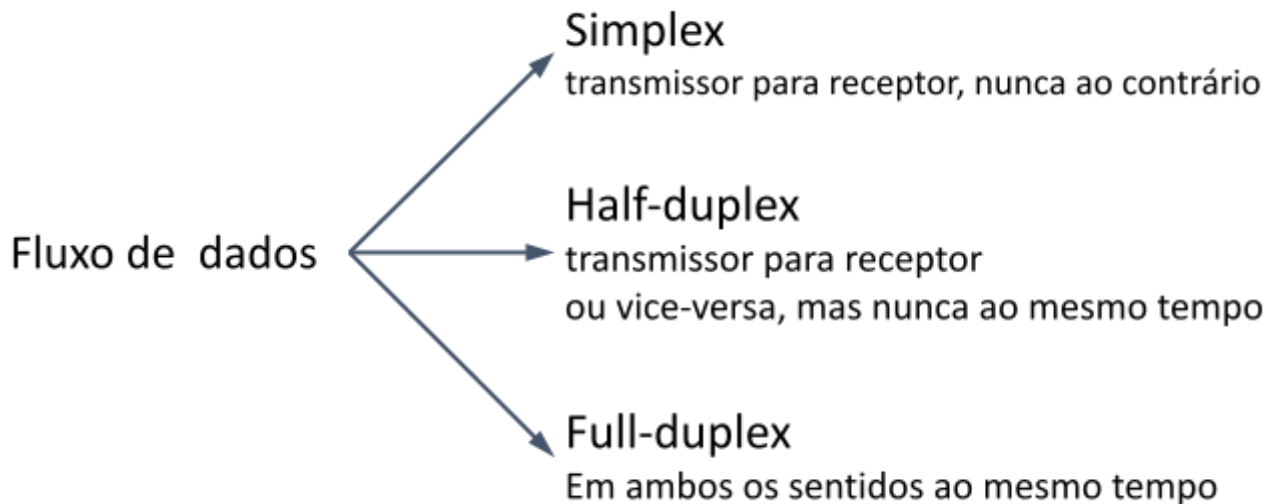 Simplex
transmissor para receptor, nunca ao contrário
Half-duplex
Fluxo de dados
transmissor para receptor
ou vice-versa, mas nunca ao mesmo tempo
Full-duplex
Em ambos os sentidos ao mesmo tempo